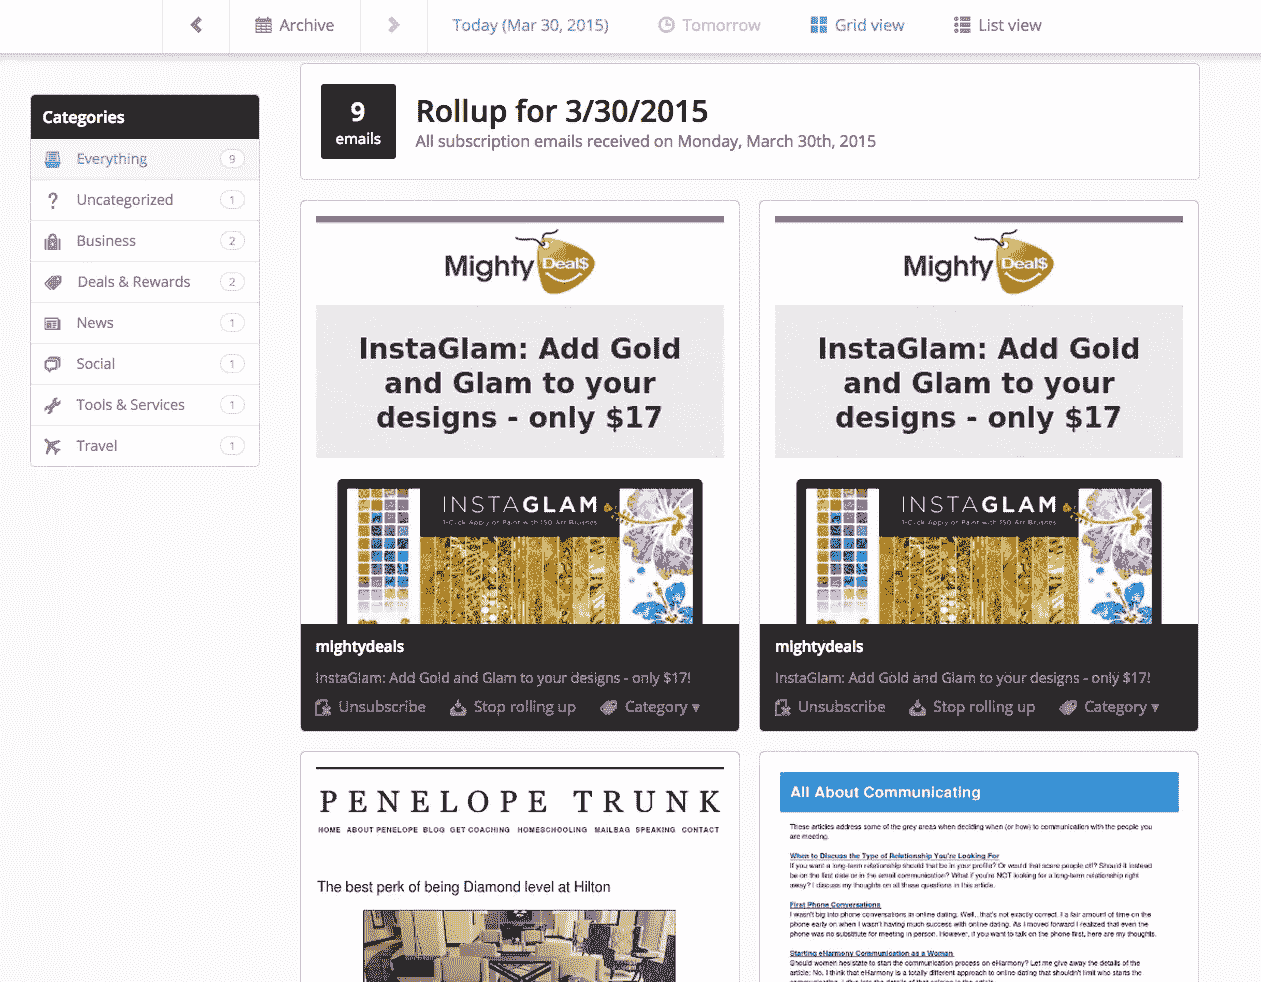 Archive
Today (Mar 30, 2015)
Tomorrow
Grid view
List view
Categories
Everything 9
Uncategorized 1
Business 2
Deals & Rewards 2
News 1
Social 1
Tools & Services 1
Travel 1
9
emails
Rollup for 3/30/2015
All subscription emails received on Monday, March 30th, 2015
Mighty Deal$
InstaGlam: Add Gold
and Glam to your
designs - only $17
INSTAGLAM
1-Click Apply or Paint with 150 Art Brushes
mightydeals
InstaGlam: Add Gold and Glam to your designs - only $17!
Unsubscribe
Stop rolling up
Category ▾
Mighty Deal$
InstaGlam: Add Gold
and Glam to your
designs - only $17
INSTAGLAM
1-Click Apply or Paint with 150 Art Brushes
mightydeals
InstaGlam: Add Gold and Glam to your designs - only $17!
Unsubscribe
Stop rolling up
Category ▾
PENELOPE TRUNK
HOME ABOUT PENELOPE BLOG GET COACHING HOMESCHOOLING MAILBAG SPEAKING CONTACT
The best perk of being Diamond level at Hilton
All About Communicating
These articles address some of the grey areas when deciding when (or how) to communication with the people you
are meeting.
When to Discuss the Type of Relationship You're Looking For
If you want a long-term relationship should that be in your profile? Or would that scare people off? Should it instead
be on the first date or in the email communication? What if you're NOT looking for a long-term relationship right
away? I discuss my thoughts on all these questions in this article.
First Phone Conversations
I wasn't big into phone conversations in online dating. Well...that's not exactly correct. I a fair amount of time on the
phone early on when I wasn't having much success with online dating. As I moved forward I realized that even the
phone was no substitute for meeting in person. However, if you want to talk on the phone first, here are my thoughts.
Starting eHarmony Communication as a Woman
Should women hesitate to start the communication process on eHarmony? Let me give away the details of the
article: No. I think that eHarmony is a totally different approach to online dating that shouldn't limit who starts the